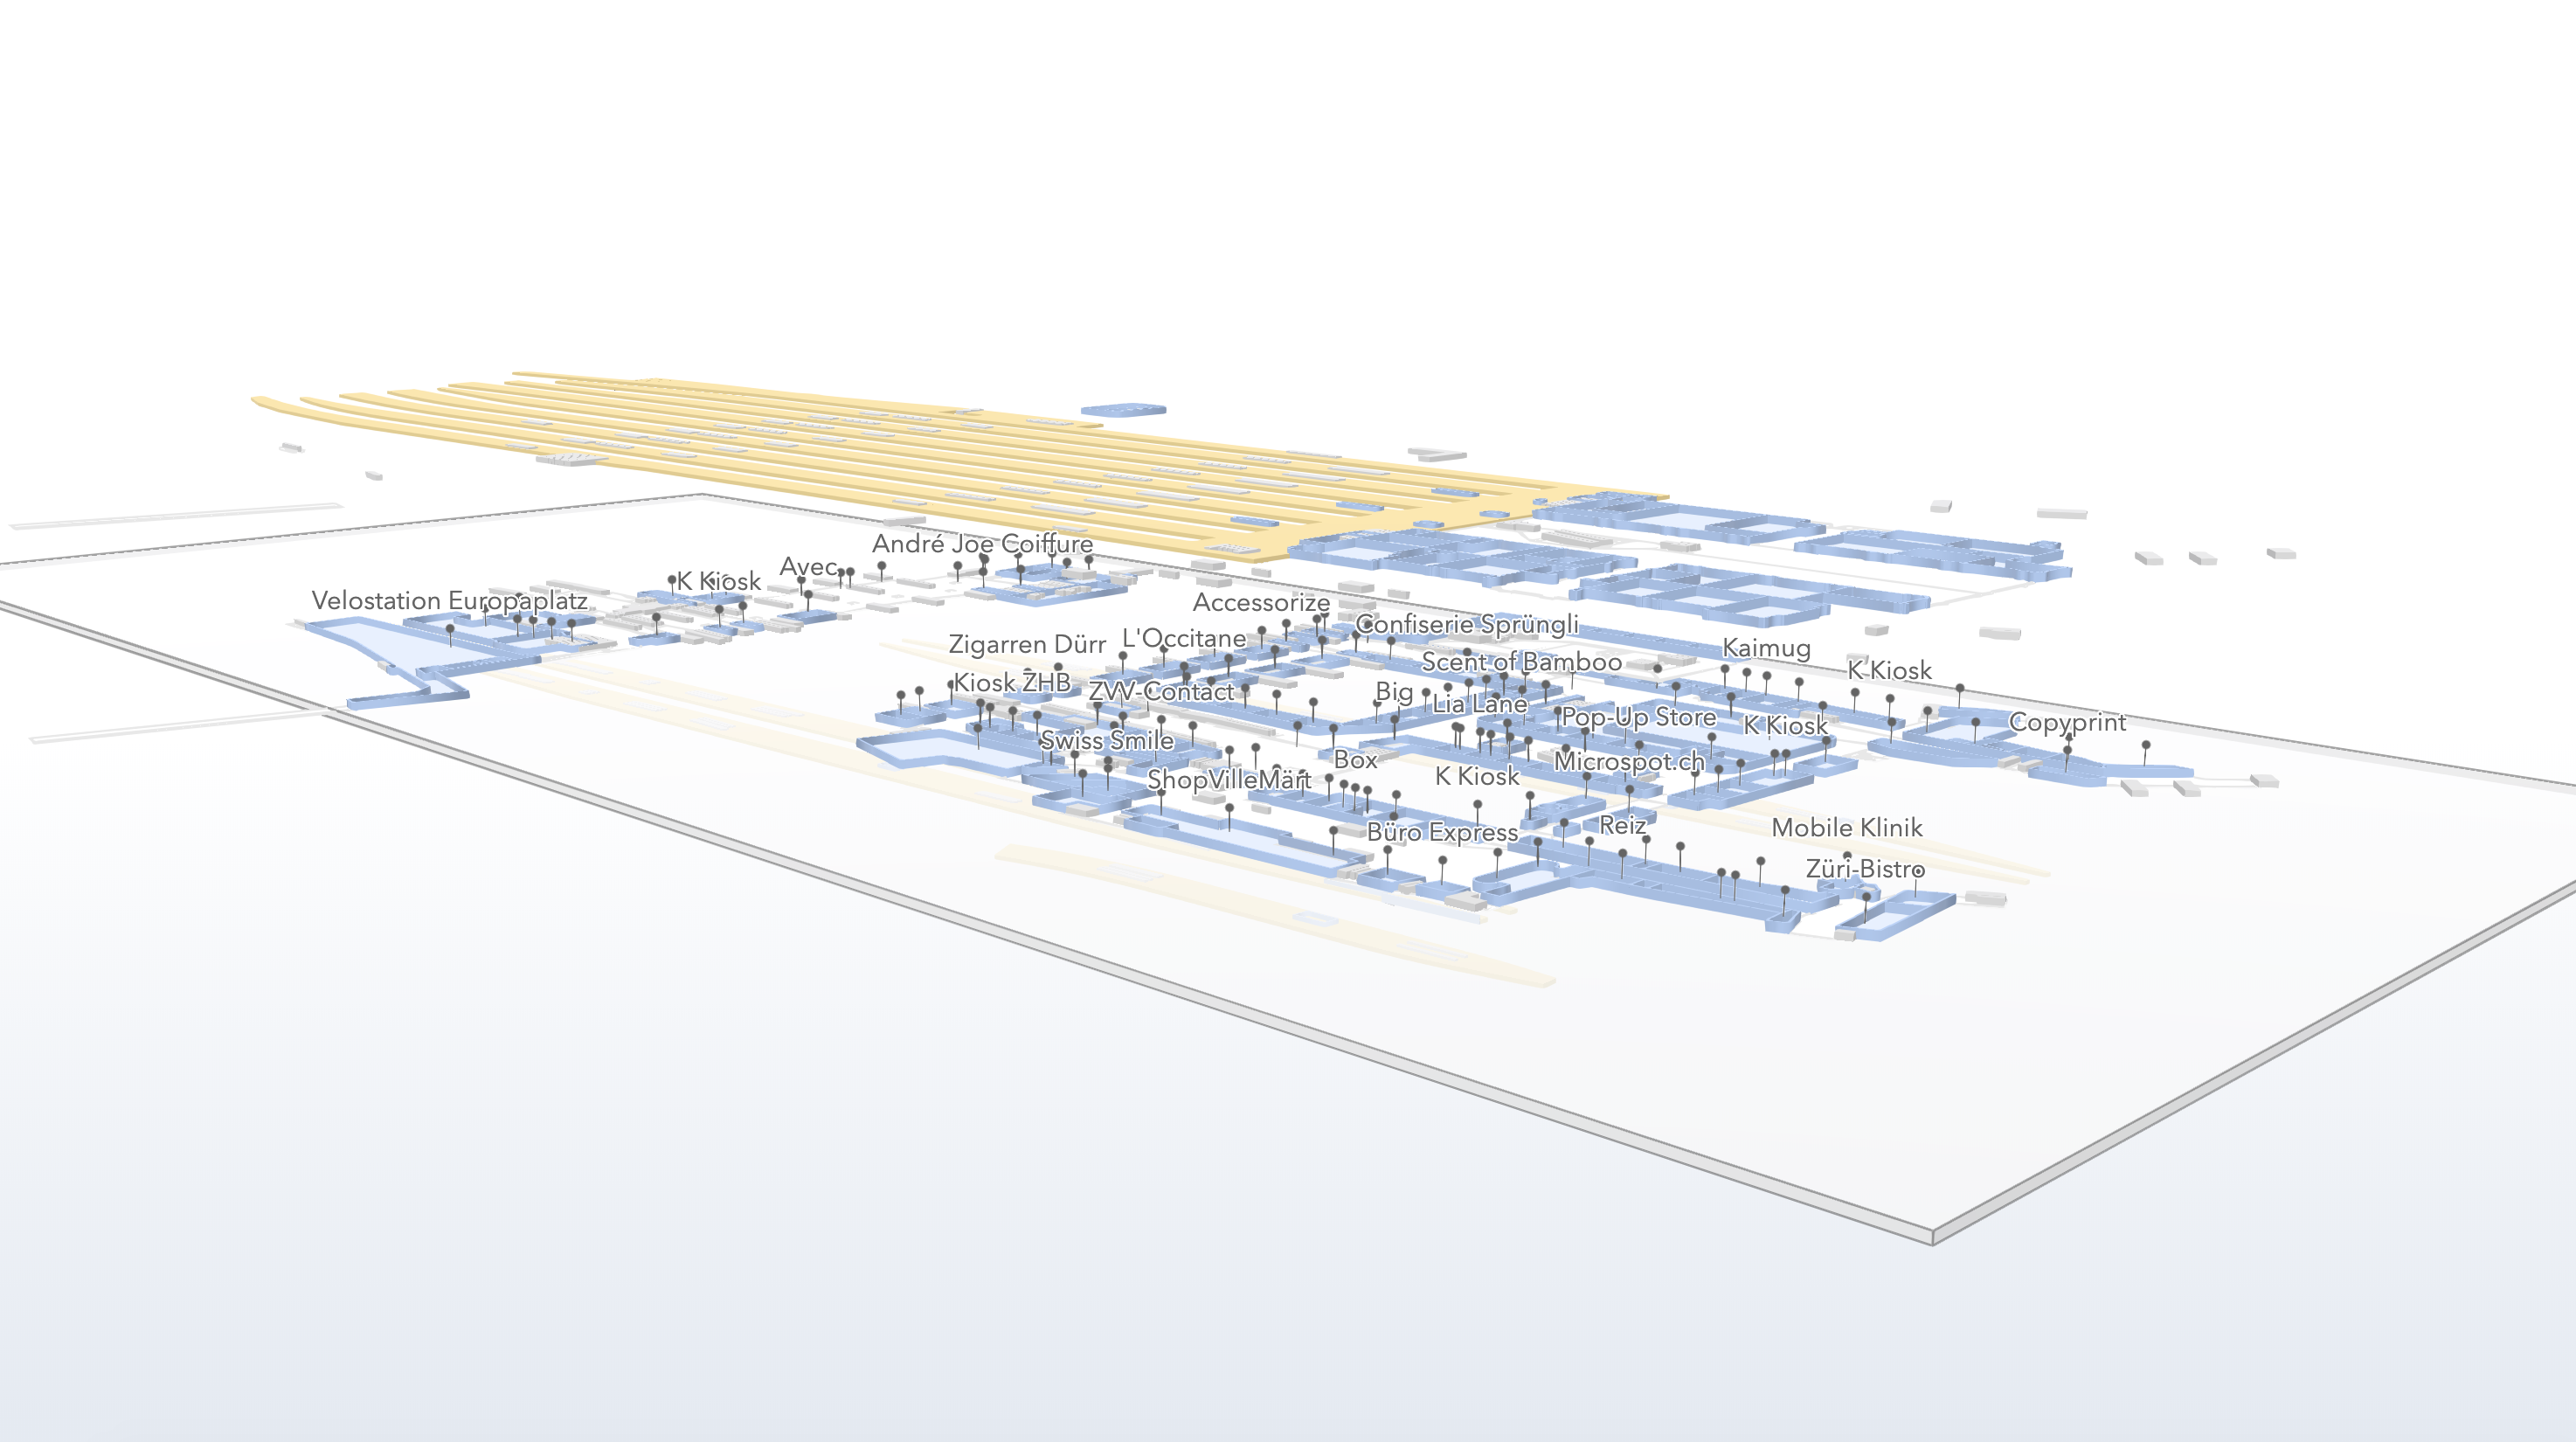 André Joe Coiffure
Avec
K Kiosk
Velostation Europaplatz
Accessorize
Confiserie Sprüngli
L'Occitane
Zigarren Dürr
Kaimug
Scent of Bamboo
K Kiosk
Kiosk ZHB
ZVV-Contact
Big
Lia Lane
Pop-Up Store
K Kiosk
Copyprint
Swiss Smile
Box
Microspot.ch
ShopVilleMärt
K Kiosk
Büro Express
Reiz
Mobile Klinik
Züri-Bistro